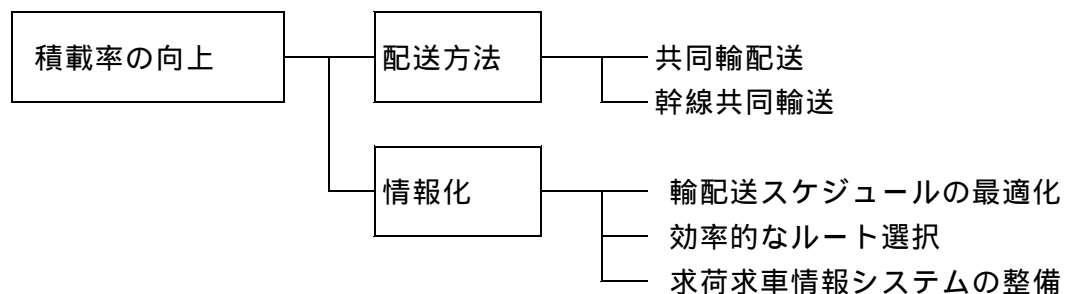 積載率の向上
配送方法
共同輸配送
幹線共同輸送
情報化
輸配送スケジュールの最適化
効率的なルート選択
求荷求車情報システムの整備